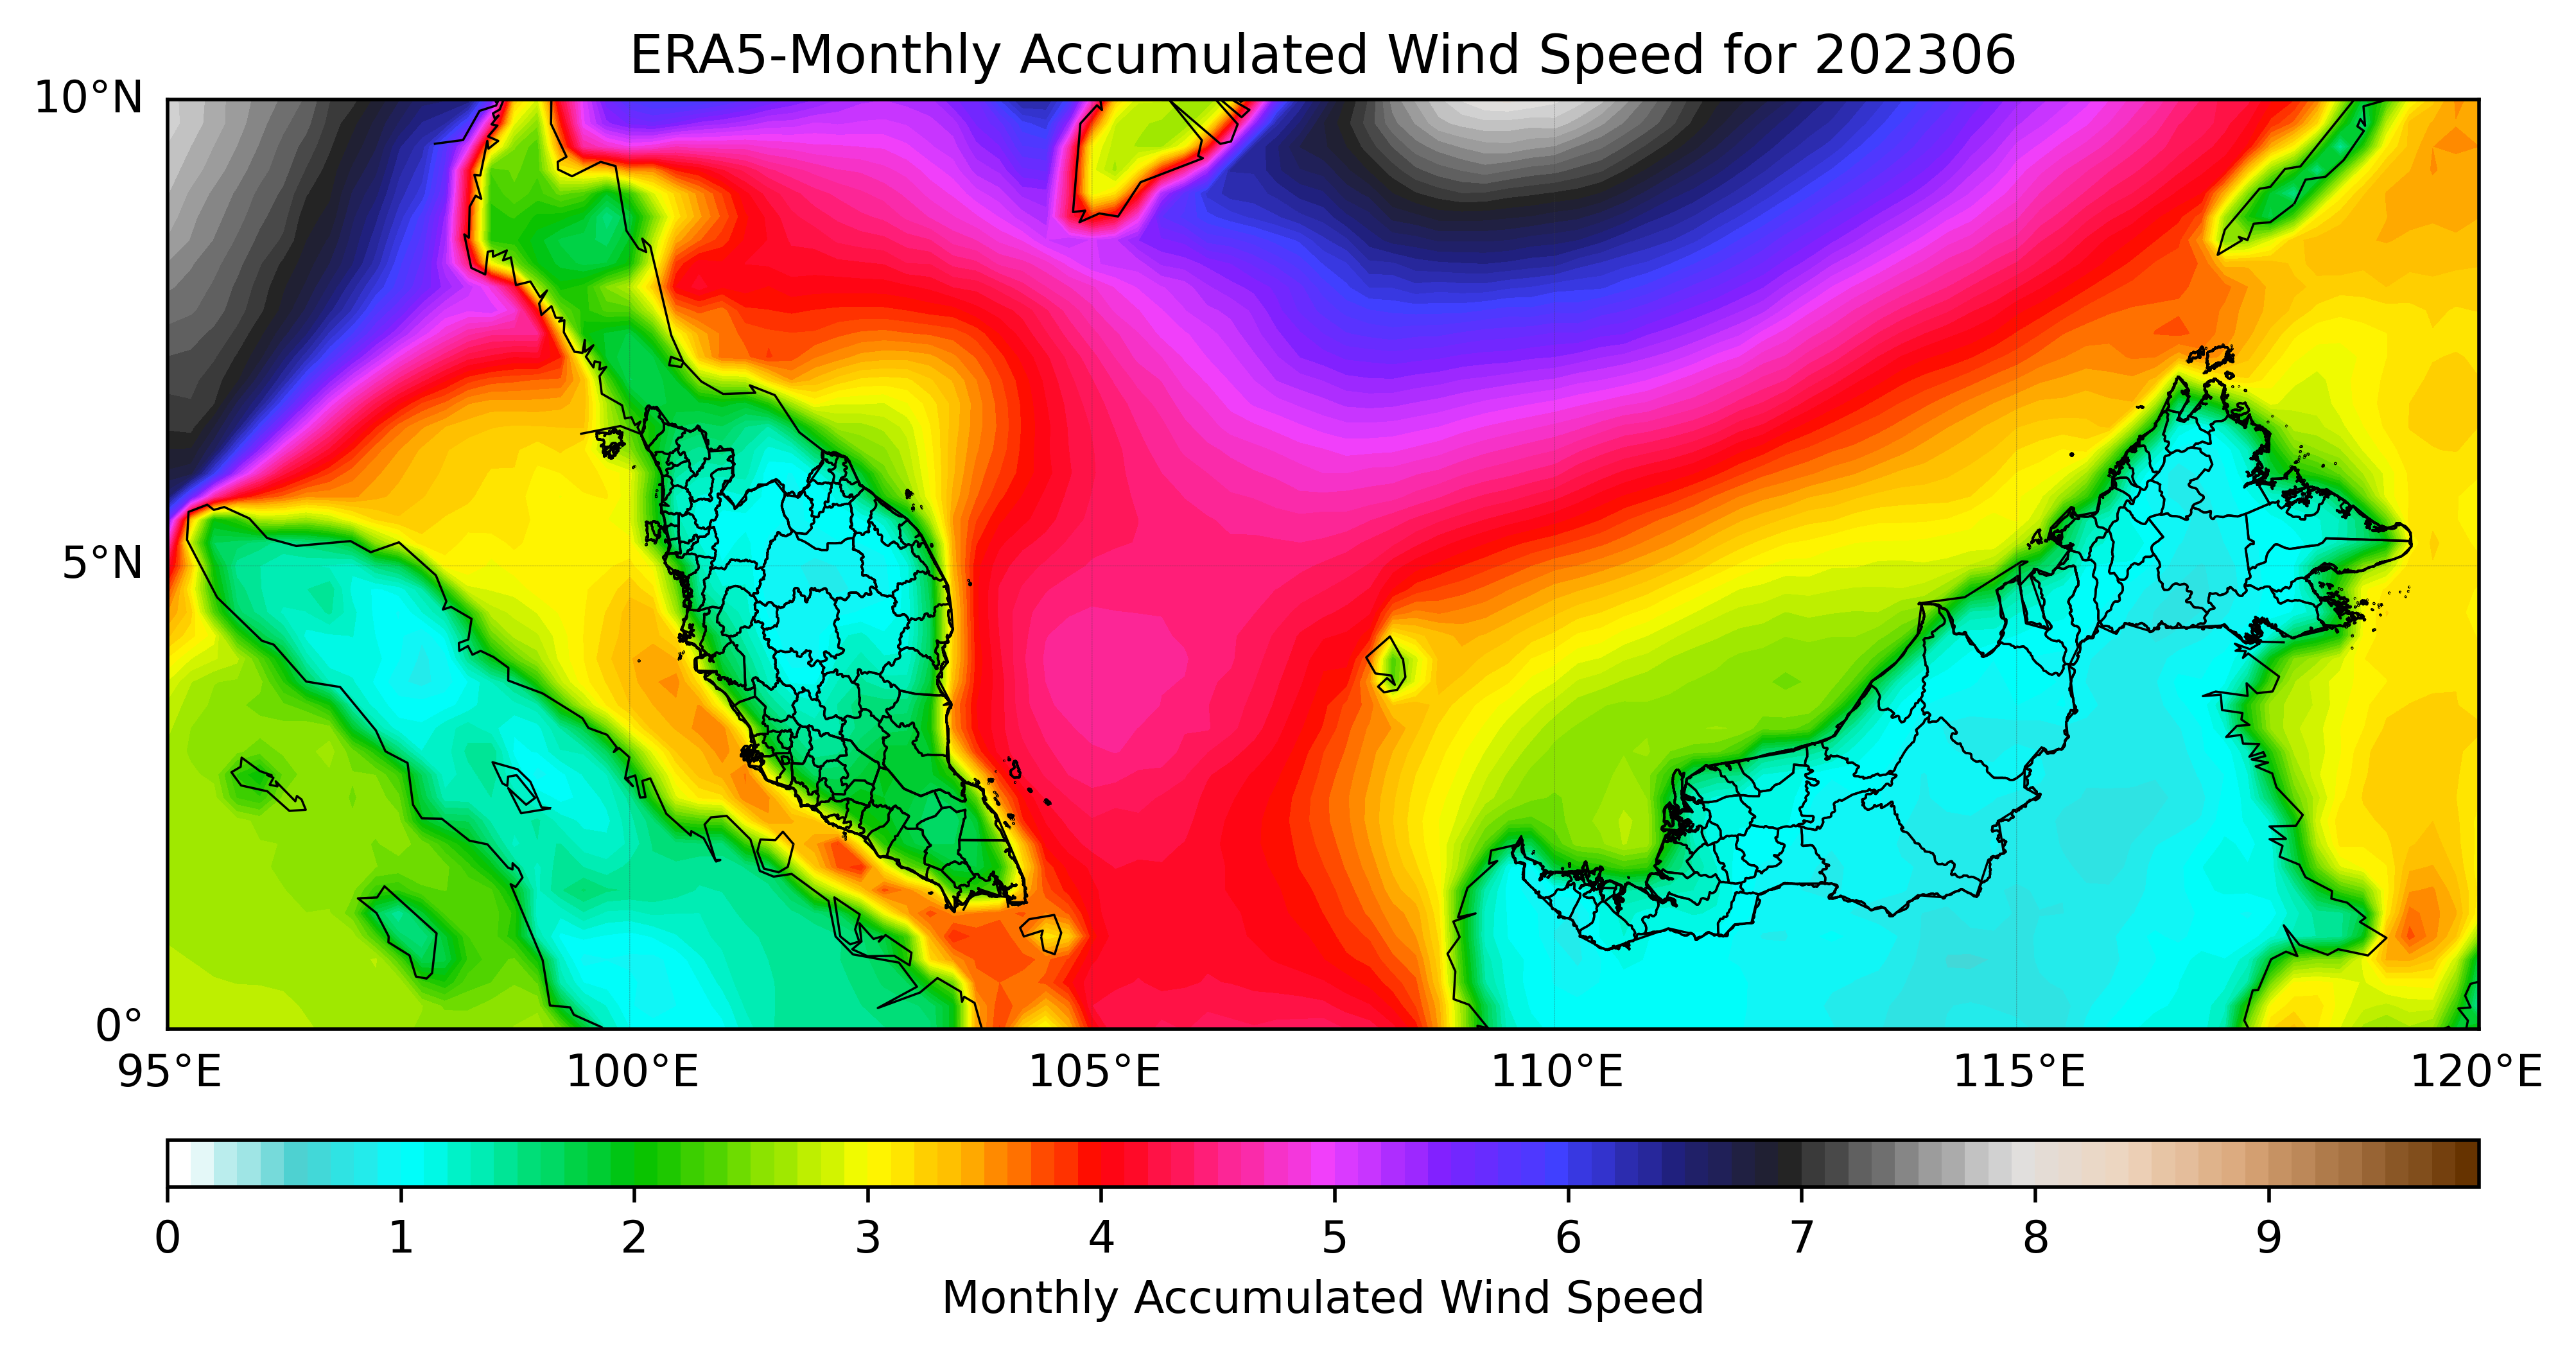 ERA5-Monthly Accumulated Wind Speed for 202306
10°N
5°N
0°
95°E 100°E 105°E 110°E 115°E 120°E
0 1 2 3 4 5 6 7 8 9
Monthly Accumulated Wind Speed